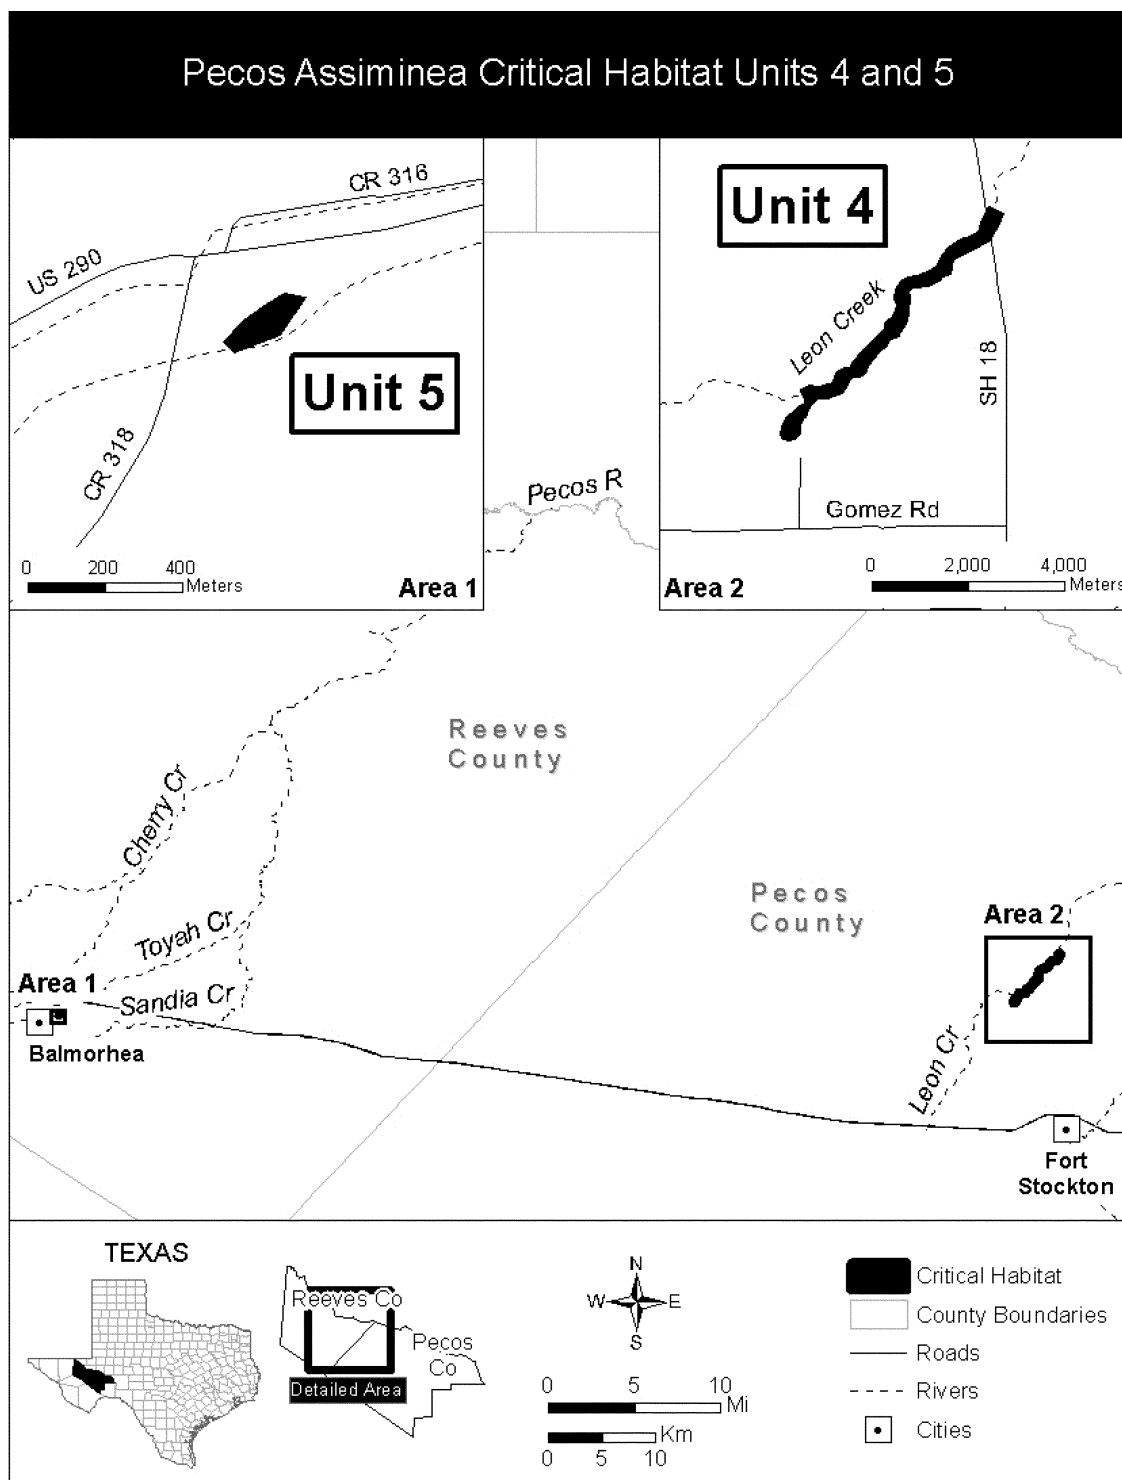 Pecos Assiminea Critical Habitat Units 4 and 5
CR 316
US 290
Unit 5
CR 318
0 200 400
Meters
Area 1
Pecos R
Unit 4
Leon Creek
SH 18
Gomez Rd
0 2,000 4,000
Meters
Area 2
Reeves
County
Cherry Cr
Pecos
County
Toyah Cr
Area 2
Area 1
Sandia Cr
Balmorhea
Leon Cr
Fort
Stockton
TEXAS
Reeves Co
Pecos
Co
Detailed Area
N
W E
S
0 5 10
Mi
Km
0 5 10
Critical Habitat
County Boundaries
Roads
Rivers
Cities